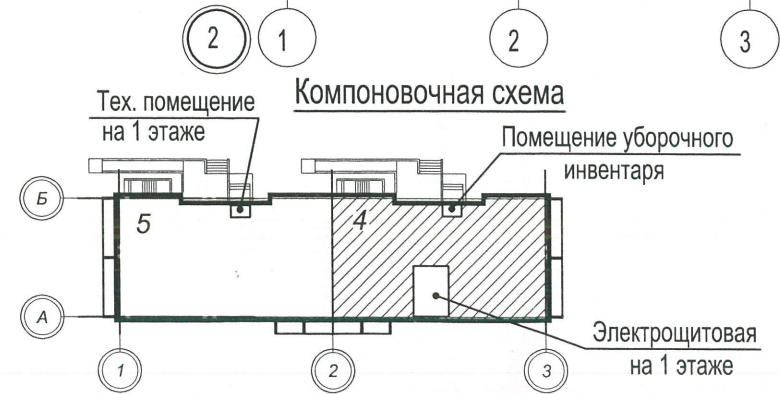 2 1 2 3
Компоновочная схема
Тех. помещение
на 1 этаже
Помещение уборочного
инвентаря
Б
5 4
А
Электрощитовая
на 1 этаже
1 2 3